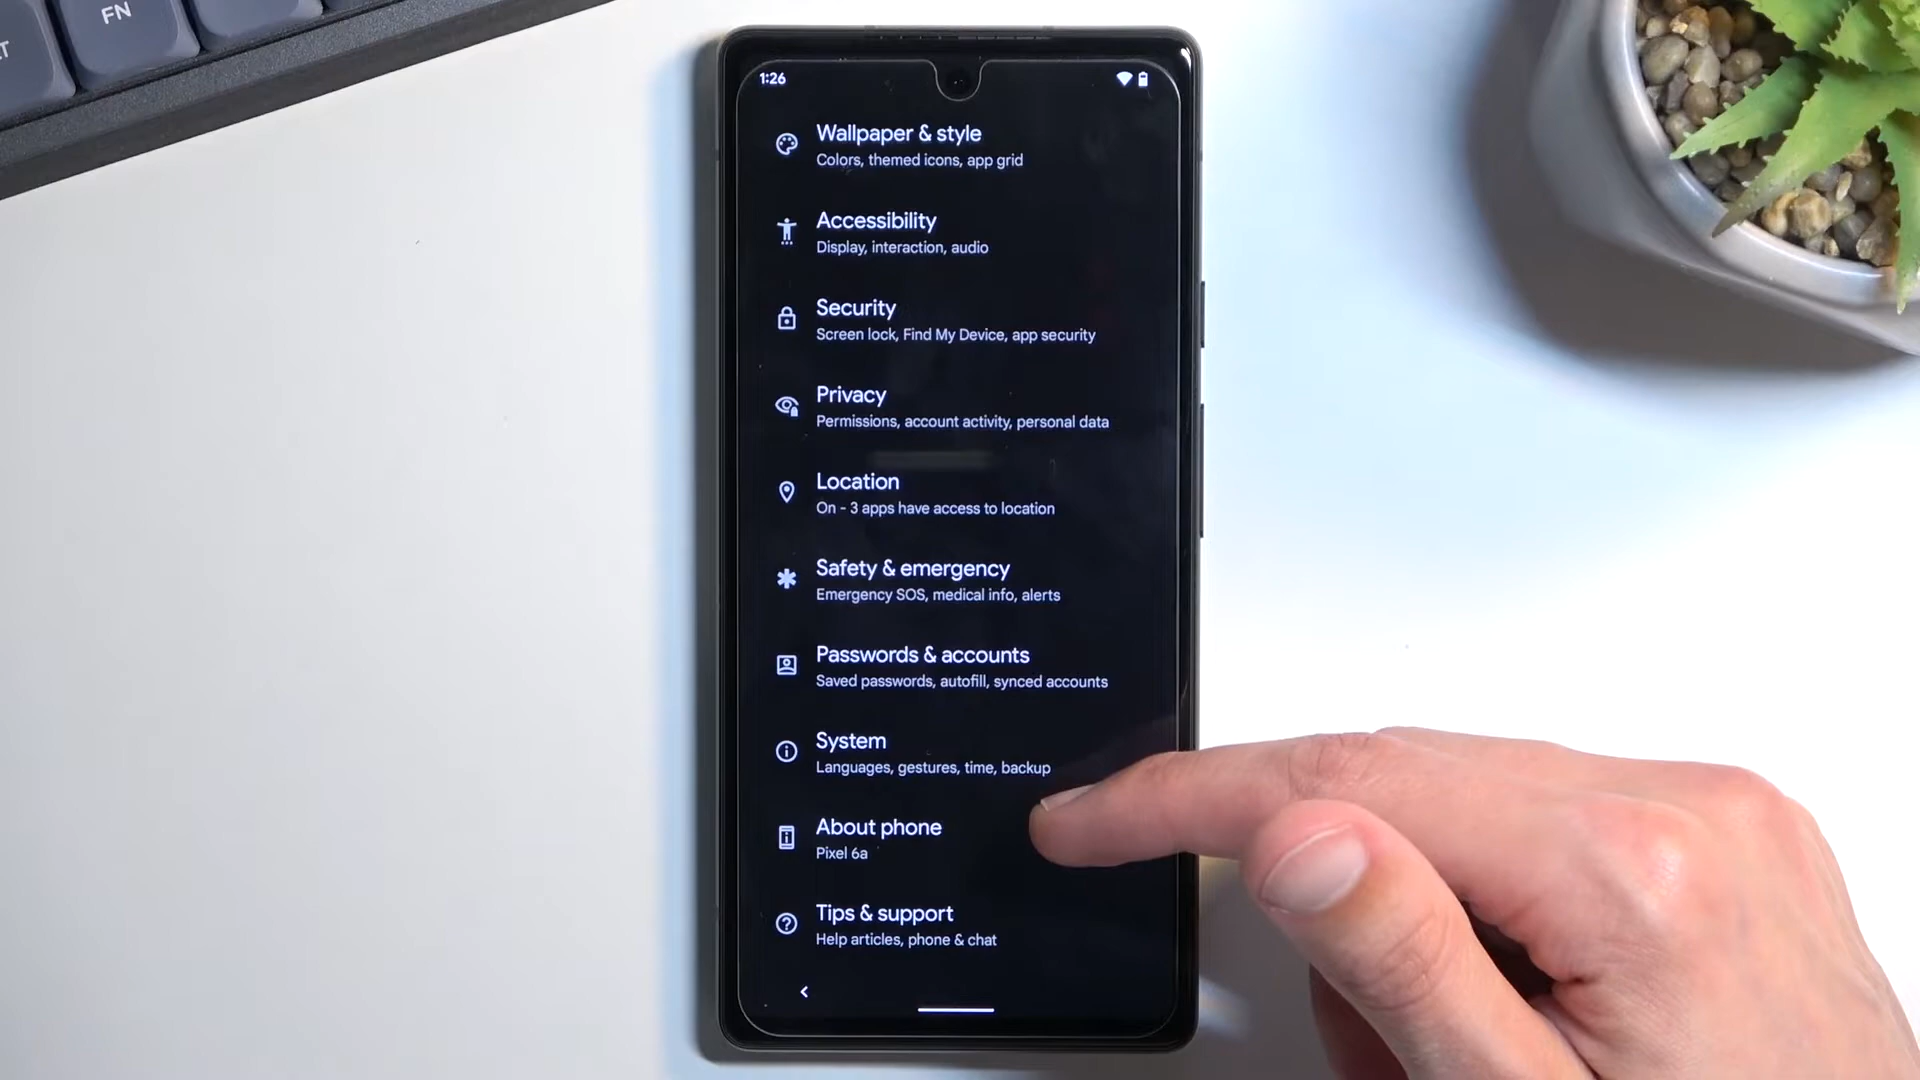 FN
1:26
Wallpaper & style
Colors, themed icons, app grid
Accessibility
Display, interaction, audio
Security
Screen lock, Find My Device, app security
Privacy
Permissions, account activity, personal data
Location
On - 3 apps have access to location
Safety & emergency
Emergency SOS, medical info, alerts
Passwords & accounts
Saved passwords, autofill, synced accounts
System
Languages, gestures, time, backup
About phone
Pixel 6a
Tips & support
Help articles, phone & chat